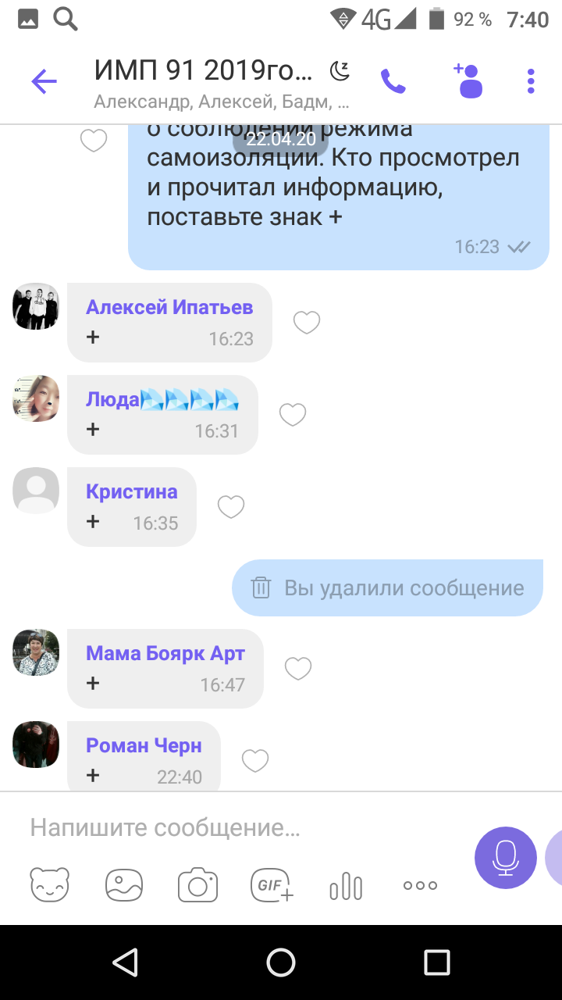 4G 92 % 7:40
ИМП 91 2019го...
Александр, Алексей, Бадм, ...
о соблюдении режима
22.04.20
самоизоляции. Кто просмотрел
и прочитал информацию,
поставьте знак +
16:23
Алексей Ипатьев
+ 16:23
Люда
+ 16:31
Кристина
+ 16:35
Вы удалили сообщение
Мама Боярк Арт
+ 16:47
Роман Черн
+ 22:40
Напишите сообщение...
GIF+